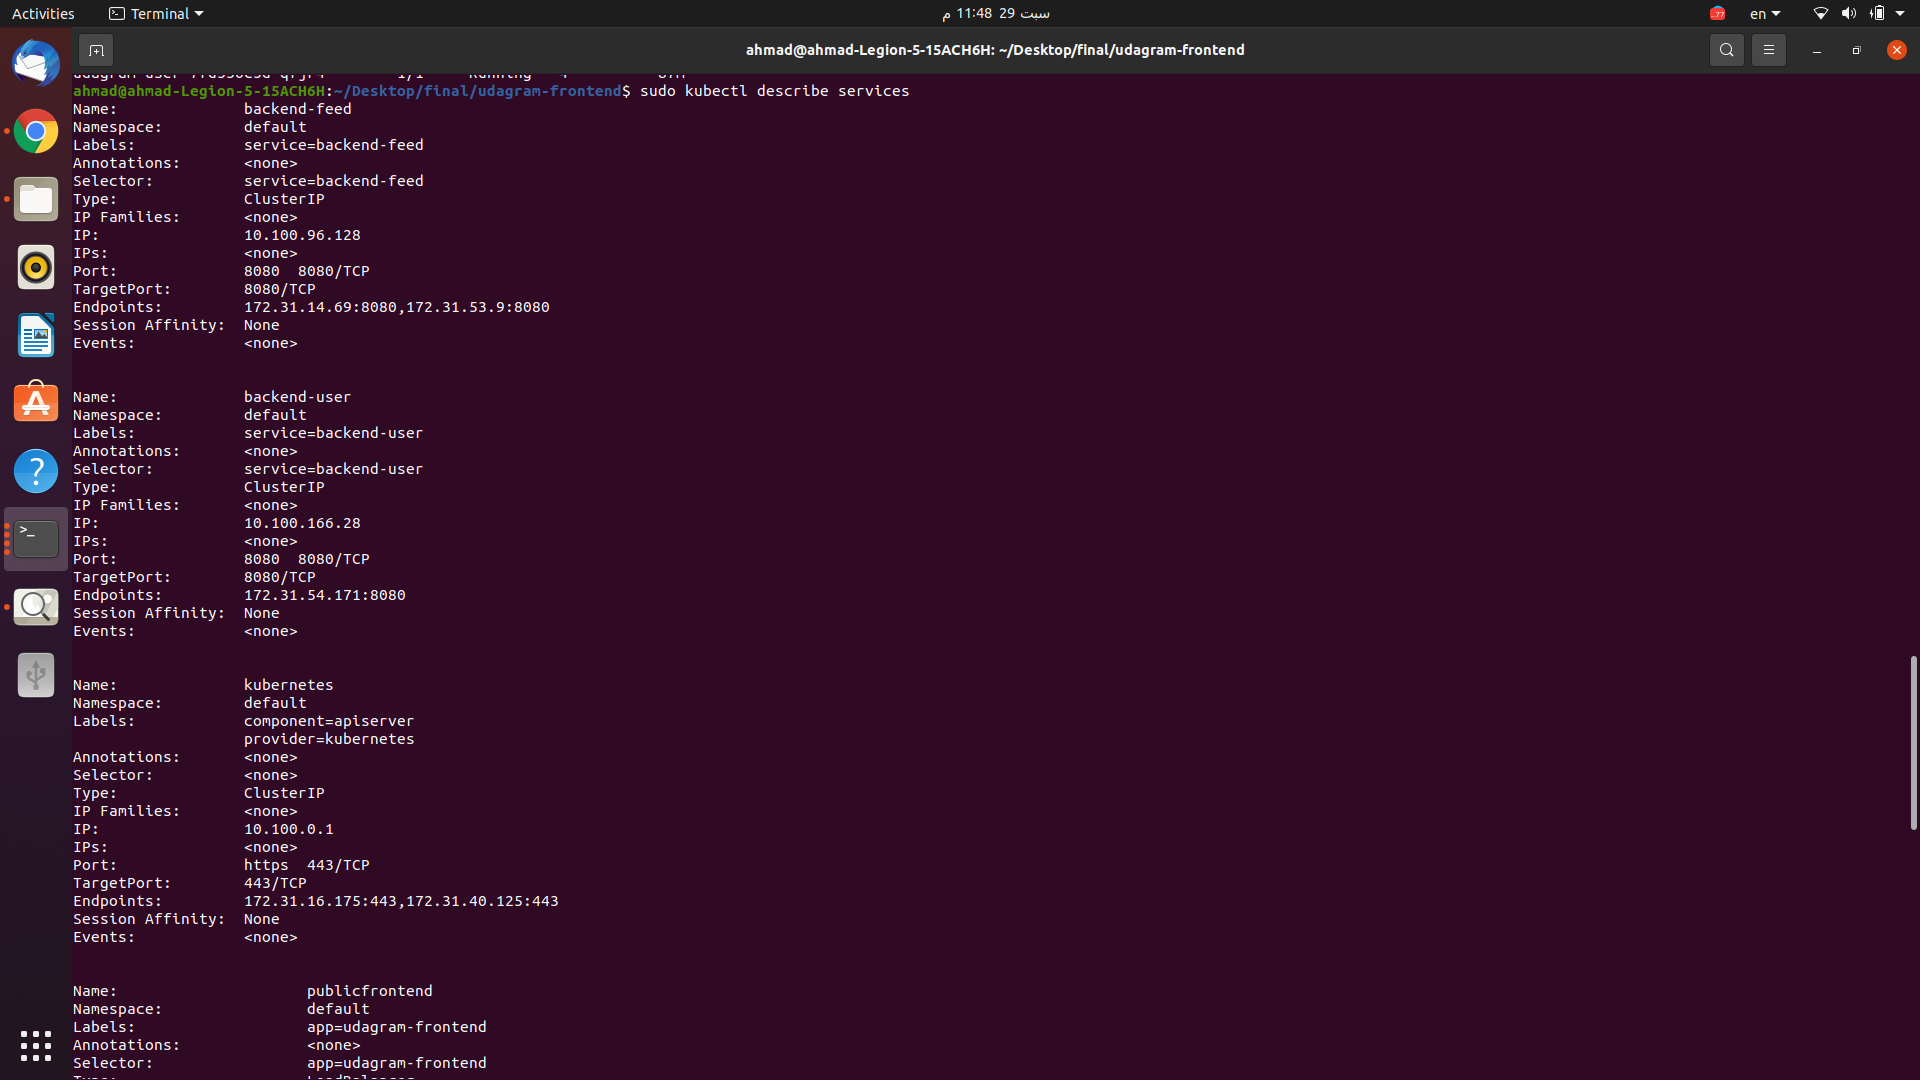 Activities
Terminal
سبت 29 11:48 م
en
ahmad@ahmad-Legion-5-15ACH6H: ~/Desktop/final/udagram-frontend
ahmad@ahmad-Legion-5-15ACH6H:~/Desktop/final/udagram-frontend$ sudo kubectl describe services
Name: backend-feed
Namespace: default
Labels: service=backend-feed
Annotations: <none>
Selector: service=backend-feed
Type: ClusterIP
IP Families: <none>
IP: 10.100.96.128
IPs: <none>
Port: 8080 8080/TCP
TargetPort: 8080/TCP
Endpoints: 172.31.14.69:8080,172.31.53.9:8080
Session Affinity: None
Events: <none>
Name: backend-user
Namespace: default
Labels: service=backend-user
Annotations: <none>
Selector: service=backend-user
Type: ClusterIP
IP Families: <none>
IP: 10.100.166.28
IPs: <none>
Port: 8080 8080/TCP
TargetPort: 8080/TCP
Endpoints: 172.31.54.171:8080
Session Affinity: None
Events: <none>
Name: kubernetes
Namespace: default
Labels: component=apiserver
provider=kubernetes
Annotations: <none>
Selector: <none>
Type: ClusterIP
IP Families: <none>
IP: 10.100.0.1
IPs: <none>
Port: https 443/TCP
TargetPort: 443/TCP
Endpoints: 172.31.16.175:443,172.31.40.125:443
Session Affinity: None
Events: <none>
Name: publicfrontend
Namespace: default
Labels: app=udagram-frontend
Annotations: <none>
Selector: app=udagram-frontend